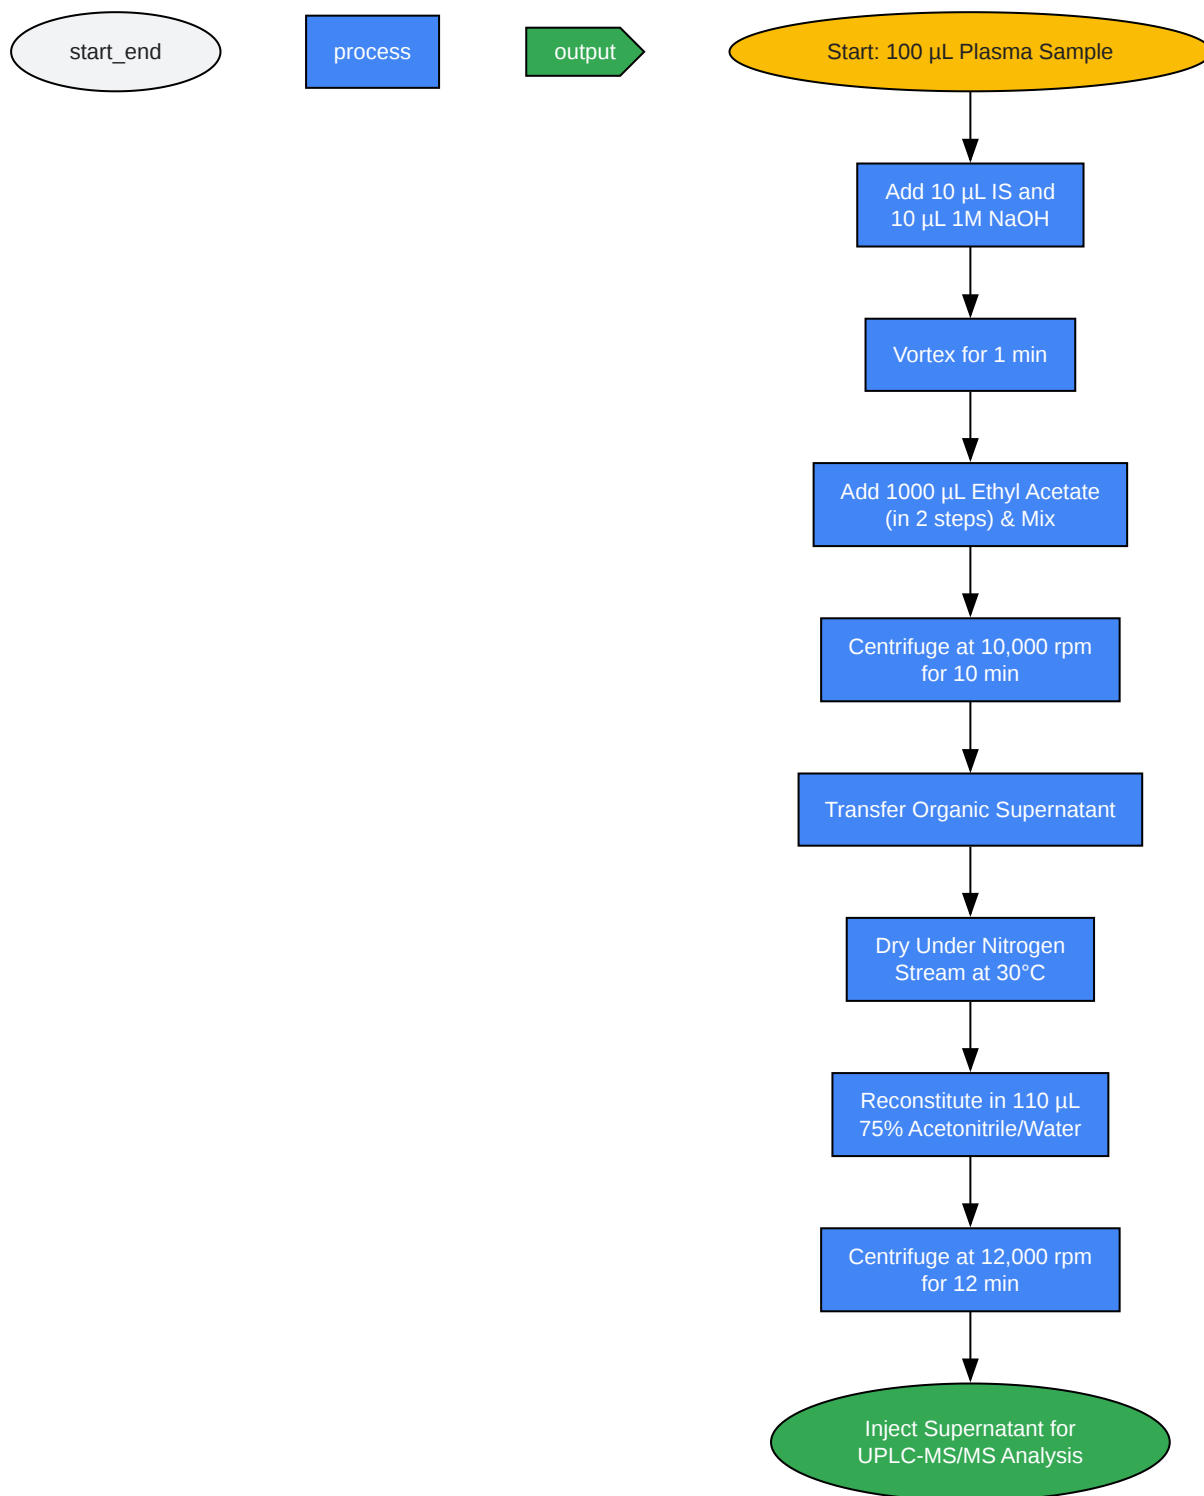 start_end
process
output
Start: 100 µL Plasma Sample
Add 10 µL IS and
10 µL 1M NaOH
Vortex for 1 min
Add 1000 µL Ethyl Acetate
(in 2 steps) & Mix
Centrifuge at 10,000 rpm
for 10 min
Transfer Organic Supernatant
Dry Under Nitrogen
Stream at 30°C
Reconstitute in 110 µL
75% Acetonitrile/Water
Centrifuge at 12,000 rpm
for 12 min
Inject Supernatant for
UPLC-MS/MS Analysis